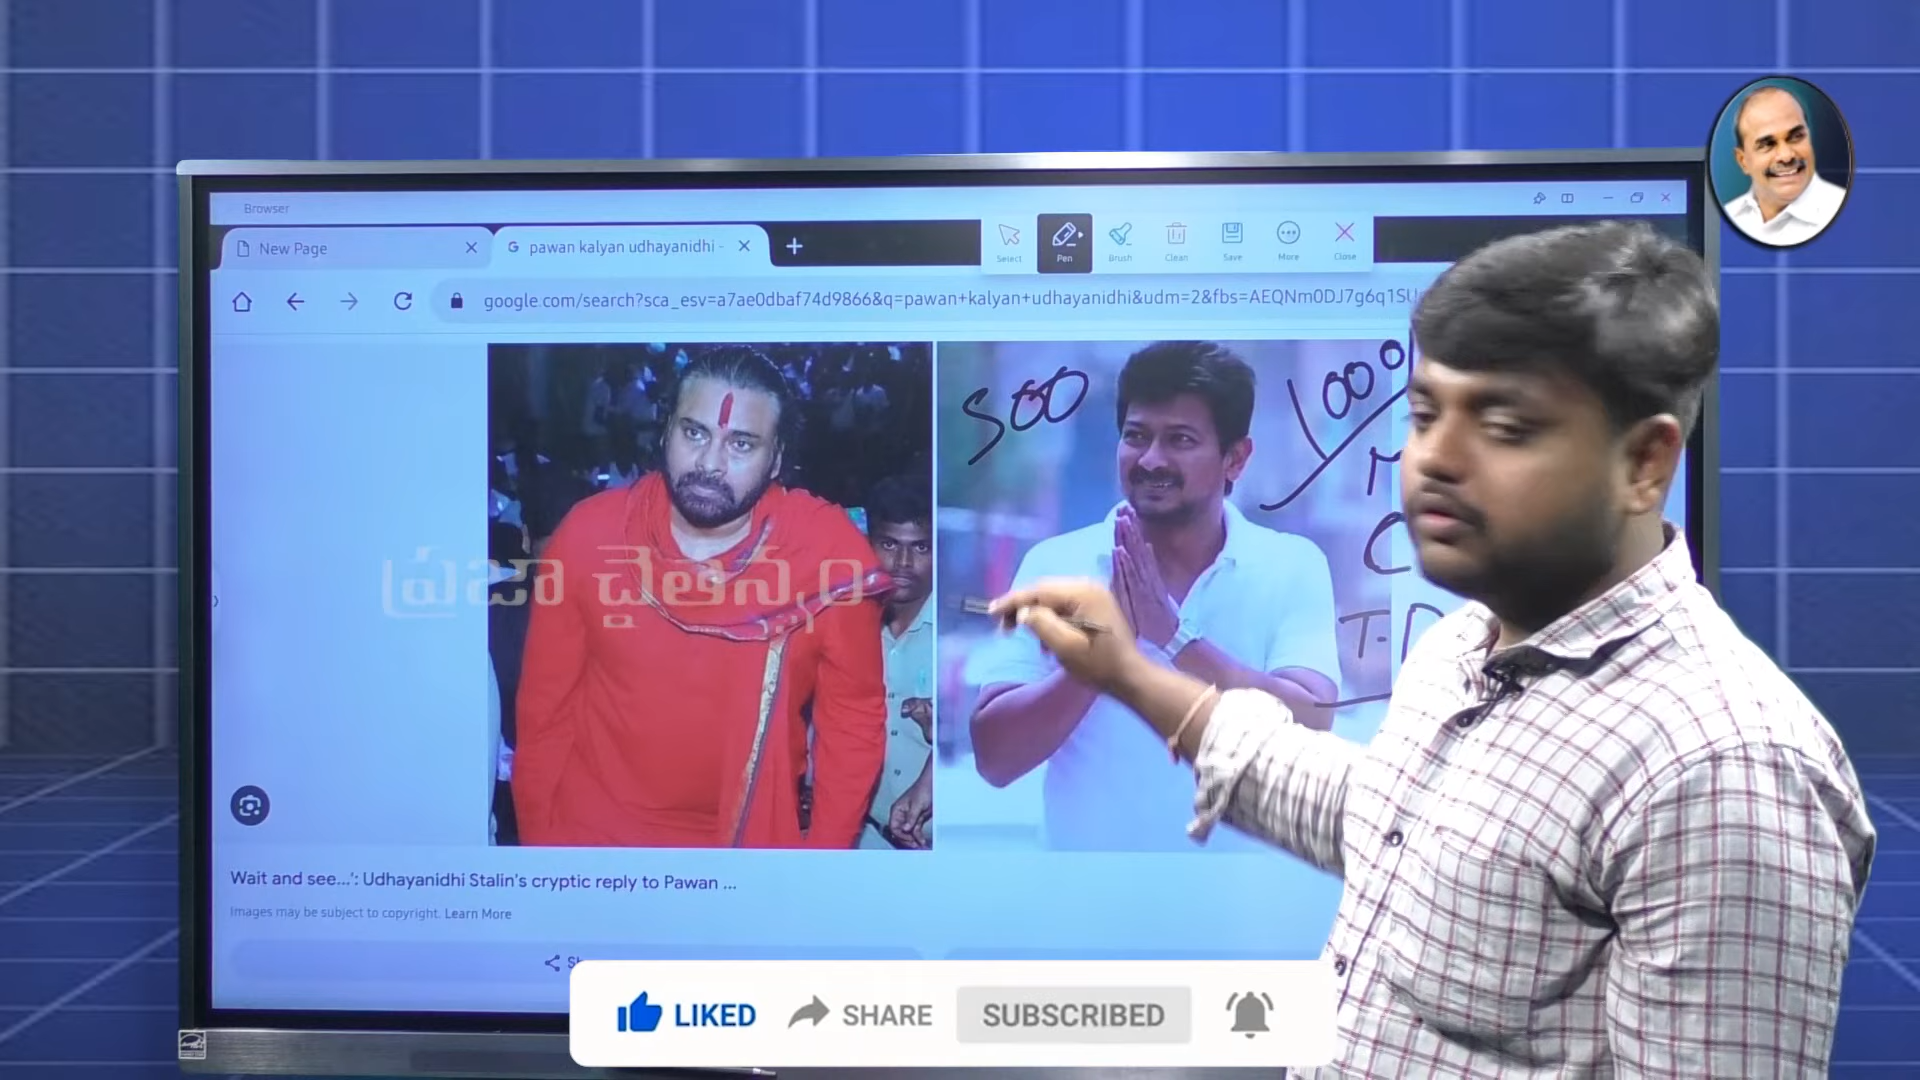 Browser
New Page
pawan kalyan udhayanidhi -
Select
Pen
Brush
Clean
Save
More
Close
google.com/search?sca_esv=a7ae0dbaf74d9866&q=pawan+kalyan+udhayanidhi&udm=2&fbs=AEQNm0DJ7g6q1SU
500
100%
T.D
ప్రజా చైతన్యం
Wait and see...': Udhayanidhi Stalin's cryptic reply to Pawan ...
Images may be subject to copyright. Learn More
LIKED
SHARE
SUBSCRIBED